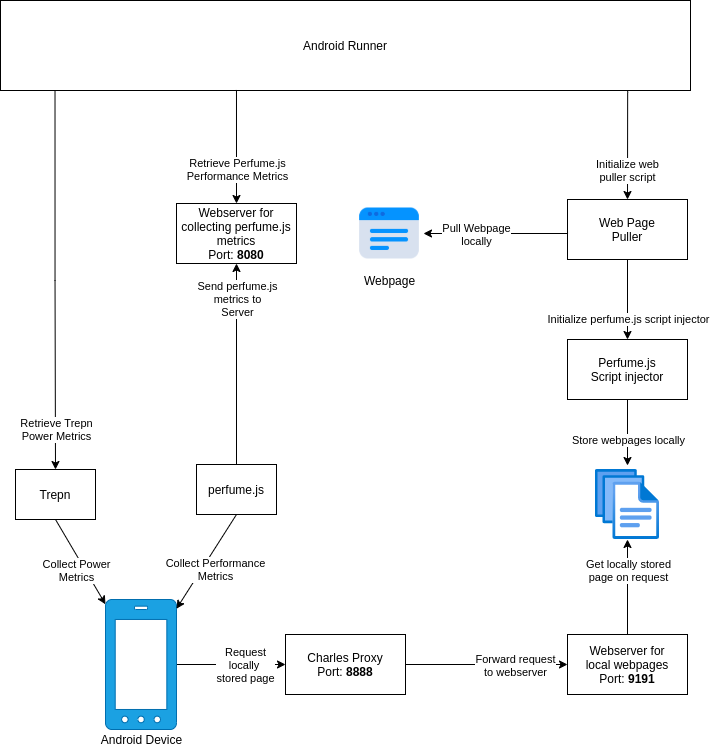 Android Runner
Retrieve Perfume.js
Performance Metrics
Initialize web
puller script
Webserver for
collecting perfume.js
metrics
Port: 8080
Pull Webpage
locally
Web Page
Puller
Webpage
Send perfume.js
metrics to
Server
Initialize perfume.js script injector
Perfume.js
Script injector
Retrieve Trepn
Power Metrics
Store webpages locally
Trepn
perfume.js
Collect Power
Metrics
Collect Performance
Metrics
Get locally stored
page on request
Request
locally
stored page
Charles Proxy
Port: 8888
Forward request
to webserver
Webserver for
local webpages
Port: 9191
Android Device